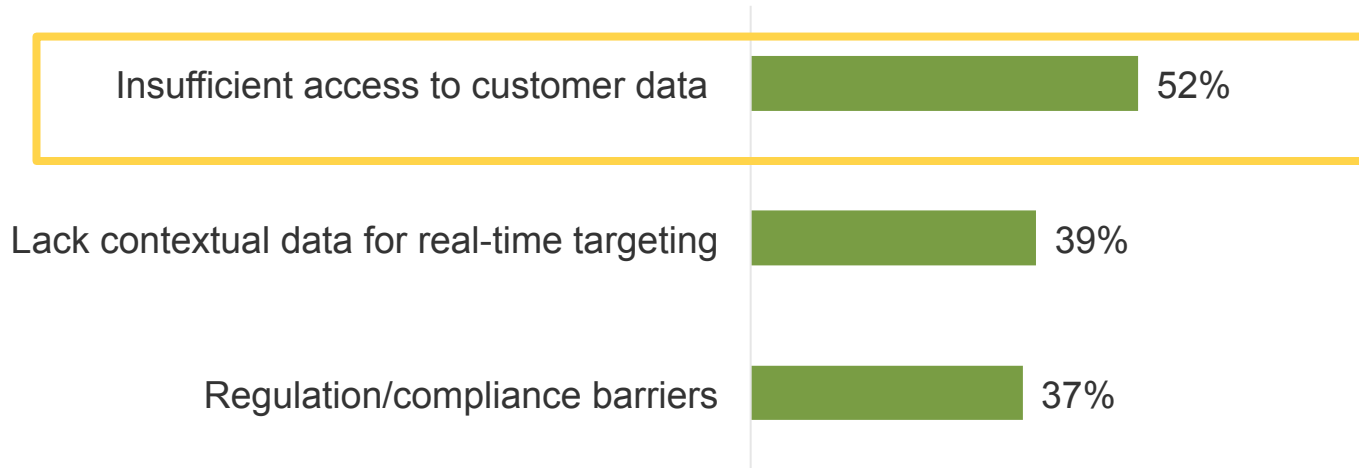 Insufficient access to customer data 52%
Lack contextual data for real-time targeting 39%
Regulation/compliance barriers 37%